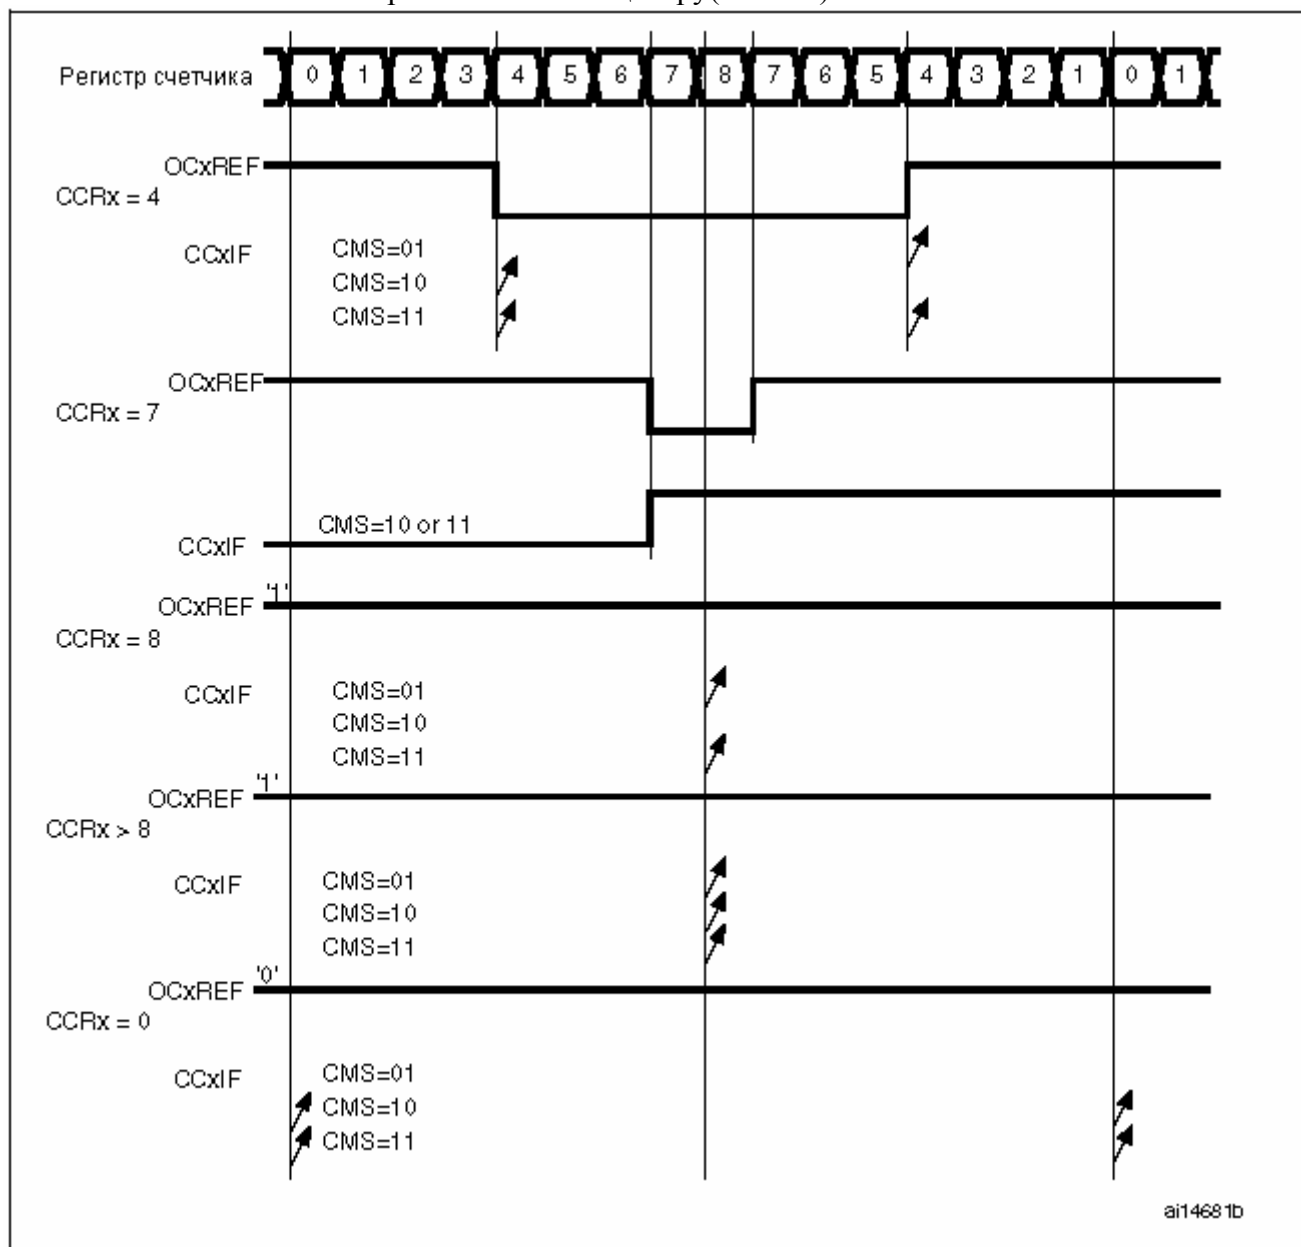 Регистр счетчика 0 1 2 3 4 5 6 7 8 7 6 5 4 3 2 1 0 1
OCxREF
CCRx = 4
CCxIF
CMS=01
CMS=10
CMS=11
OCxREF
CCRx = 7
CMS=10 or 11
CCxIF
OCxREF '1'
CCRx = 8
CCxIF
CMS=01
CMS=10
CMS=11
OCxREF '1'
CCRx > 8
CCxIF
CMS=01
CMS=10
CMS=11
OCxREF '0'
CCRx = 0
CCxIF
CMS=01
CMS=10
CMS=11
ai14681b